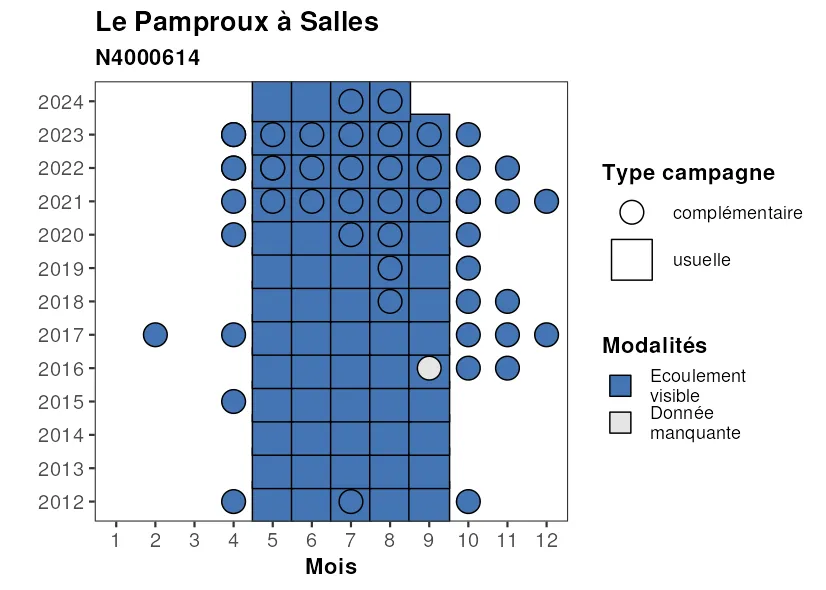 Le Pamproux à Salles
N4000614
2024
2023
2022
2021
2020
2019
2018
2017
2016
2015
2014
2013
2012
1 2 3 4 5 6 7 8 9 10 11 12
Mois
Type campagne
complémentaire
usuelle
Modalités
Ecoulement
visible
Donnée
manquante